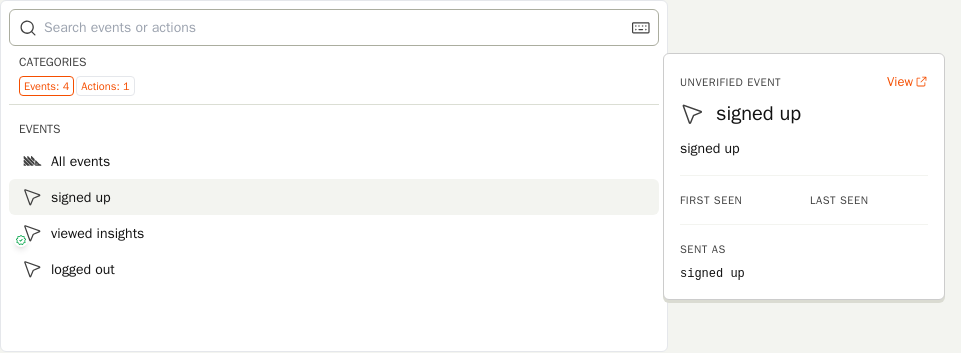 Search events or actions
CATEGORIES
Events: 4 Actions: 1
EVENTS
All events
signed up
viewed insights
logged out
UNVERIFIED EVENT View
signed up
signed up
FIRST SEEN LAST SEEN
SENT AS
signed up